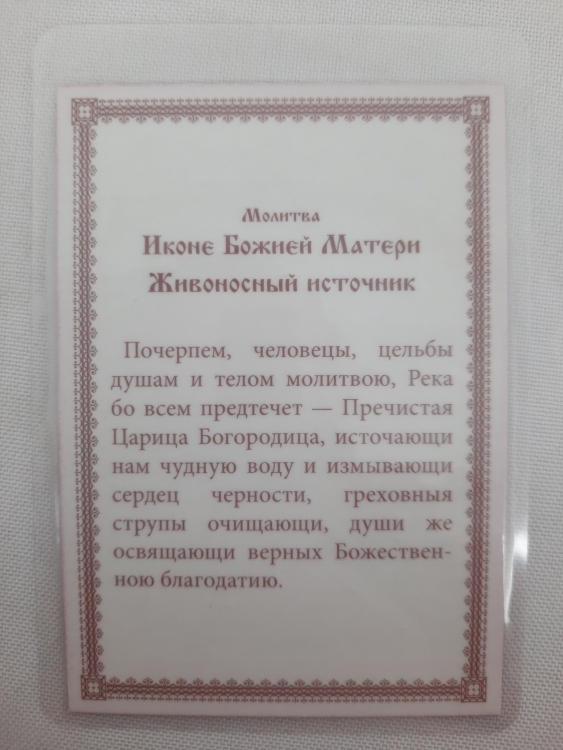 Молитва
Иконе Божией Матери
Живоносный источник
Почерпем, человецы, цельбы
душам и телом молитвою, Река
бо всем предтечет — Пречистая
Царица Богородица, источающи
нам чудную воду и измывающи
сердец черности, греховныя
струпы очищающи, души же
освящающи верных Божествен-
ною благодатию.